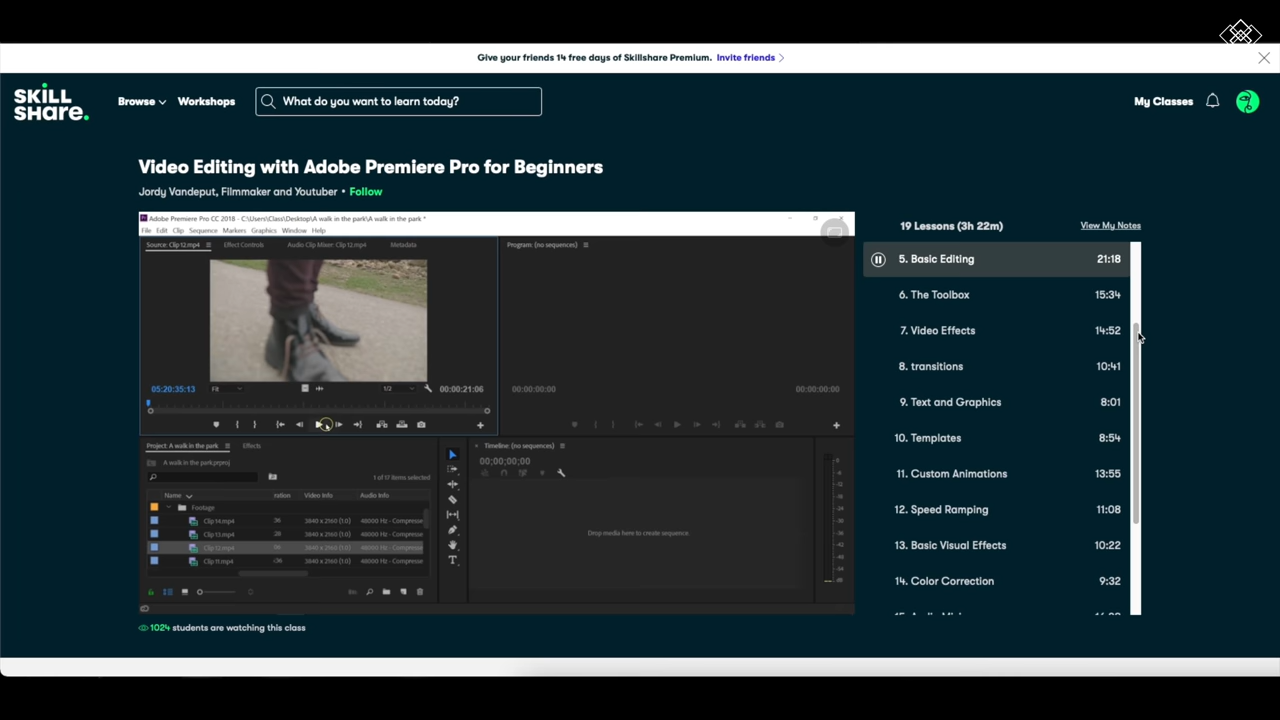 Give your friends 14 free days of Skillshare Premium. Invite friends
SKILL
SHARE.
Browse
Workshops
What do you want to learn today?
My Classes
Video Editing with Adobe Premiere Pro for Beginners
Jordy Vandeput, Filmmaker and Youtuber • Follow
Adobe Premiere Pro CC 2018 - C:\Users\Class\Desktop\A walk in the park\A walk in the park *
File Edit Clip Sequence Markers Graphics Window Help
Source: Clip 12.mp4
Effect Controls
Audio Clip Mixer: Clip 12.mp4
Metadata
Program: (no sequences)
05:20:35:13
Fit
1/2
00:00:21:06
00:00:00:00
00:00:00:00
Project: A walk in the park
Effects
A walk in the park.prproj
1 of 17 items selected
Name
ration
Video Info
Audio Info
Footage
Clip 14.mp4
3840 x 2160 (1.0)
48000 Hz - Compresse
Clip 13.mp4
3840 x 2160 (1.0)
48000 Hz - Compresse
Clip 12.mp4
3840 x 2160 (1.0)
48000 Hz - Compresse
Clip 11.mp4
3840 x 2160 (1.0)
48000 Hz - Compresse
Timeline: (no sequences)
00;00;00;00
Drop media here to create sequence.
19 Lessons (3h 22m)
View My Notes
5. Basic Editing 21:18
6. The Toolbox 15:34
7. Video Effects 14:52
8. transitions 10:41
9. Text and Graphics 8:01
10. Templates 8:54
11. Custom Animations 13:55
12. Speed Ramping 11:08
13. Basic Visual Effects 10:22
14. Color Correction 9:32
1024 students are watching this class